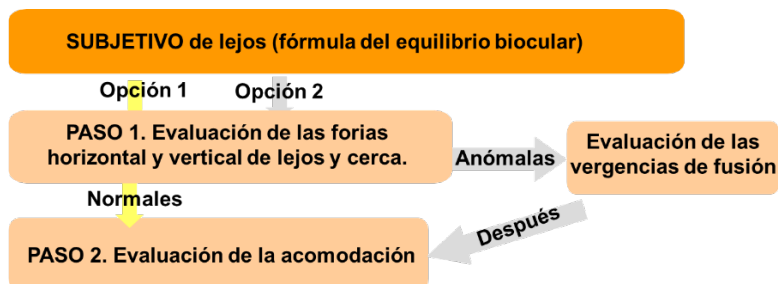 SUBJETIVO de lejos (fórmula del equilibrio biocular)
Opción 1
Opción 2
PASO 1. Evaluación de las forias
horizontal y vertical de lejos y cerca.
Anómalas
Evaluación de las
vergencias de fusión
Normales
Después
PASO 2. Evaluación de la acomodación